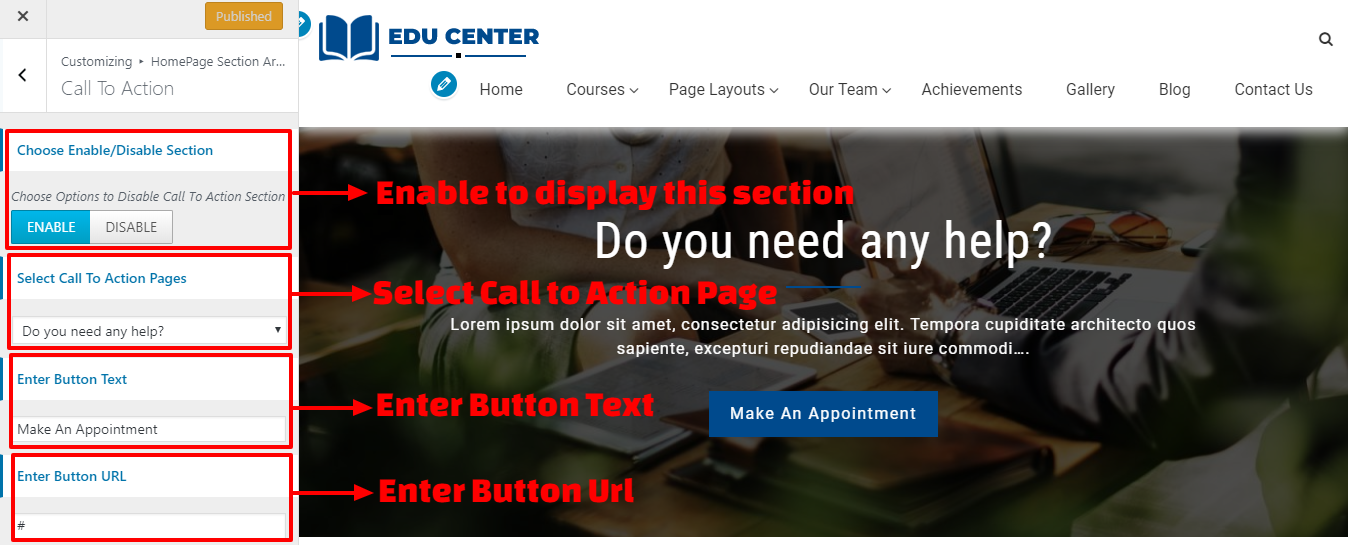 Published
Customizing ▸ HomePage Section Ar...
Call To Action
Choose Enable/Disable Section
Choose Options to Disable Call To Action Section
ENABLE DISABLE
Select Call To Action Pages
Do you need any help?
Enter Button Text
Make An Appointment
Enter Button URL
#
EDU CENTER
Home Courses Page Layouts Our Team Achievements Gallery Blog Contact Us
Enable to display this section
Do you need any help?
Select Call to Action Page
Lorem ipsum dolor sit amet, consectetur adipisicing elit. Tempora cupiditate architecto quos
sapiente, excepturi repudiandae sit iure commodi....
Enter Button Text
Make An Appointment
Enter Button Url